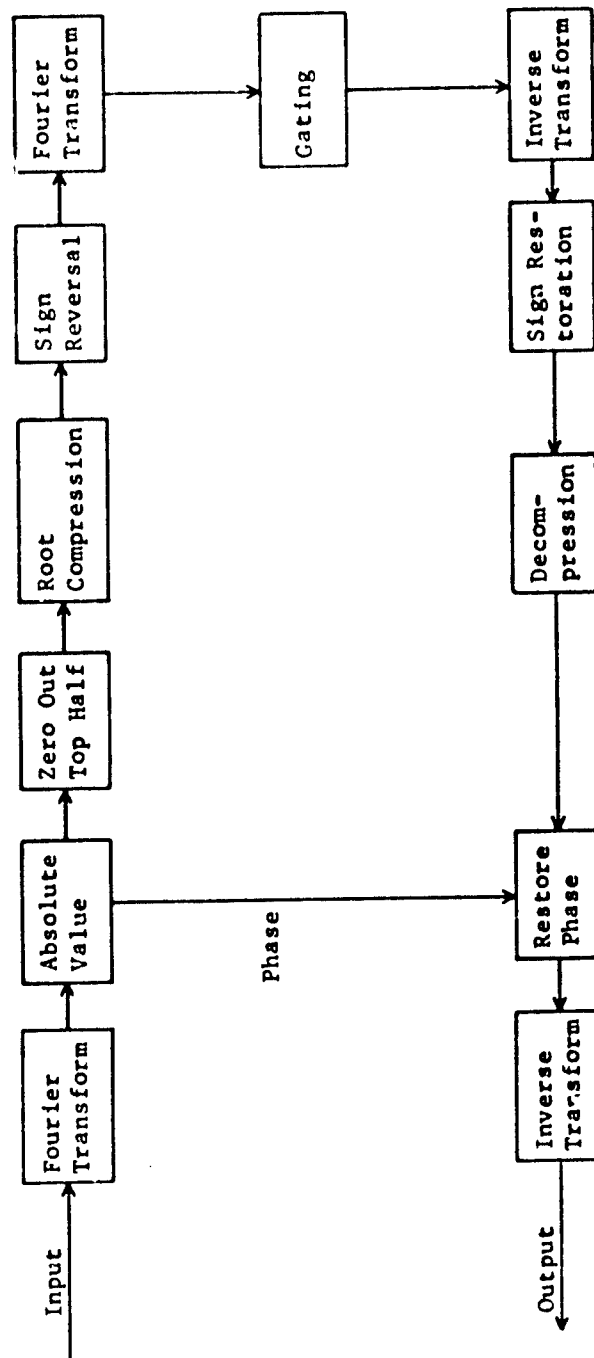 Input
Fourier
Transform
Absolute
Value
Zero Out
Top Half
Root
Compression
Sign
Reversal
Fourier
Transform
Phase
Gating
Output
Inverse
Transform
Restore
Phase
Decom-
pression
Sign Res-
toration
Inverse
Transform